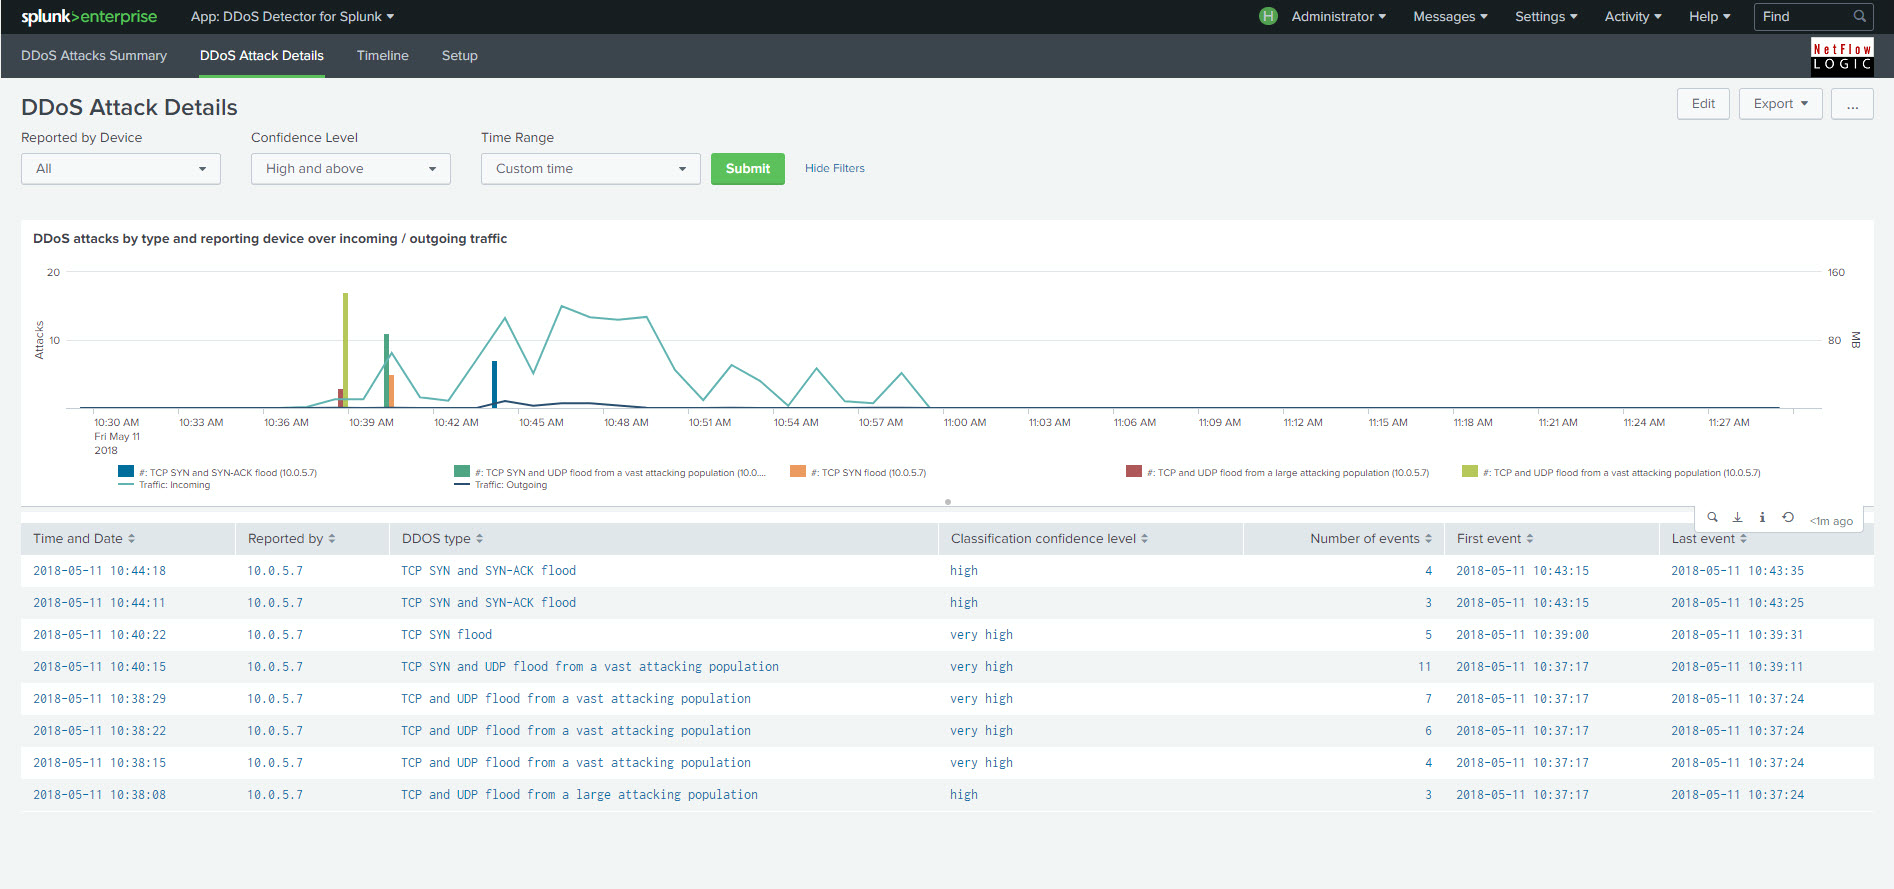 splunk>enterprise App: DDoS Detector for Splunk H Administrator Messages Settings Activity Help Find
DDoS Attacks Summary DDoS Attack Details Timeline Setup
NetFlow
LOGIC
DDoS Attack Details
Edit Export ...
Reported by Device Confidence Level Time Range
All High and above Custom time Submit Hide Filters
DDoS attacks by type and reporting device over incoming / outgoing traffic
20 160
Attacks
10 80
MB
10:30 AM 10:33 AM 10:36 AM 10:39 AM 10:42 AM 10:45 AM 10:48 AM 10:51 AM 10:54 AM 10:57 AM 11:00 AM 11:03 AM 11:06 AM 11:09 AM 11:12 AM 11:15 AM 11:18 AM 11:21 AM 11:24 AM 11:27 AM
Fri May 11
2018
#: TCP SYN and SYN-ACK flood (10.0.5.7) #: TCP SYN and UDP flood from a vast attacking population (10.0.... #: TCP SYN flood (10.0.5.7) #: TCP and UDP flood from a large attacking population (10.0.5.7) #: TCP and UDP flood from a vast attacking population (10.0.5.7)
Traffic: Incoming Traffic: Outgoing
<1m ago
Time and Date Reported by DDOS type Classification confidence level Number of events First event Last event
2018-05-11 10:44:18 10.0.5.7 TCP SYN and SYN-ACK flood high 4 2018-05-11 10:43:15 2018-05-11 10:43:35
2018-05-11 10:44:11 10.0.5.7 TCP SYN and SYN-ACK flood high 3 2018-05-11 10:43:15 2018-05-11 10:43:25
2018-05-11 10:40:22 10.0.5.7 TCP SYN flood very high 5 2018-05-11 10:39:00 2018-05-11 10:39:31
2018-05-11 10:40:15 10.0.5.7 TCP SYN and UDP flood from a vast attacking population very high 11 2018-05-11 10:37:17 2018-05-11 10:39:11
2018-05-11 10:38:29 10.0.5.7 TCP and UDP flood from a vast attacking population very high 7 2018-05-11 10:37:17 2018-05-11 10:37:24
2018-05-11 10:38:22 10.0.5.7 TCP and UDP flood from a vast attacking population very high 6 2018-05-11 10:37:17 2018-05-11 10:37:24
2018-05-11 10:38:15 10.0.5.7 TCP and UDP flood from a vast attacking population very high 4 2018-05-11 10:37:17 2018-05-11 10:37:24
2018-05-11 10:38:08 10.0.5.7 TCP and UDP flood from a large attacking population high 3 2018-05-11 10:37:17 2018-05-11 10:37:24